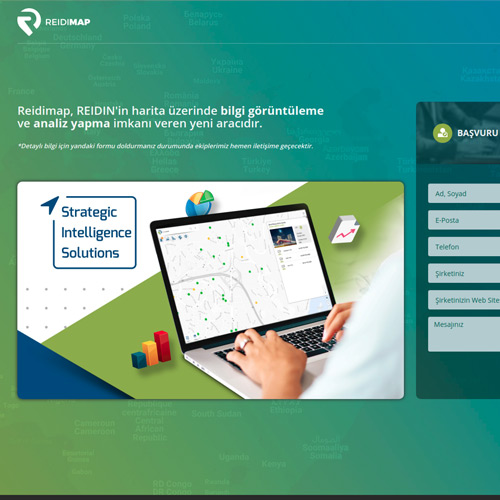 REIDIMAP
Reidimap, REIDIN'in harita üzerinde bilgi görüntüleme
ve analiz yapma imkanı veren yeni aracıdır.
*Detaylı bilgi için yandaki formu doldurmanız durumunda ekiplerimiz hemen iletişime geçecektir.
Strategic
Intelligence
Solutions
BAŞVURU
Ad, Soyad
E-Posta
Telefon
Şirketiniz
Şirketinizin Web Site
Mesajınız